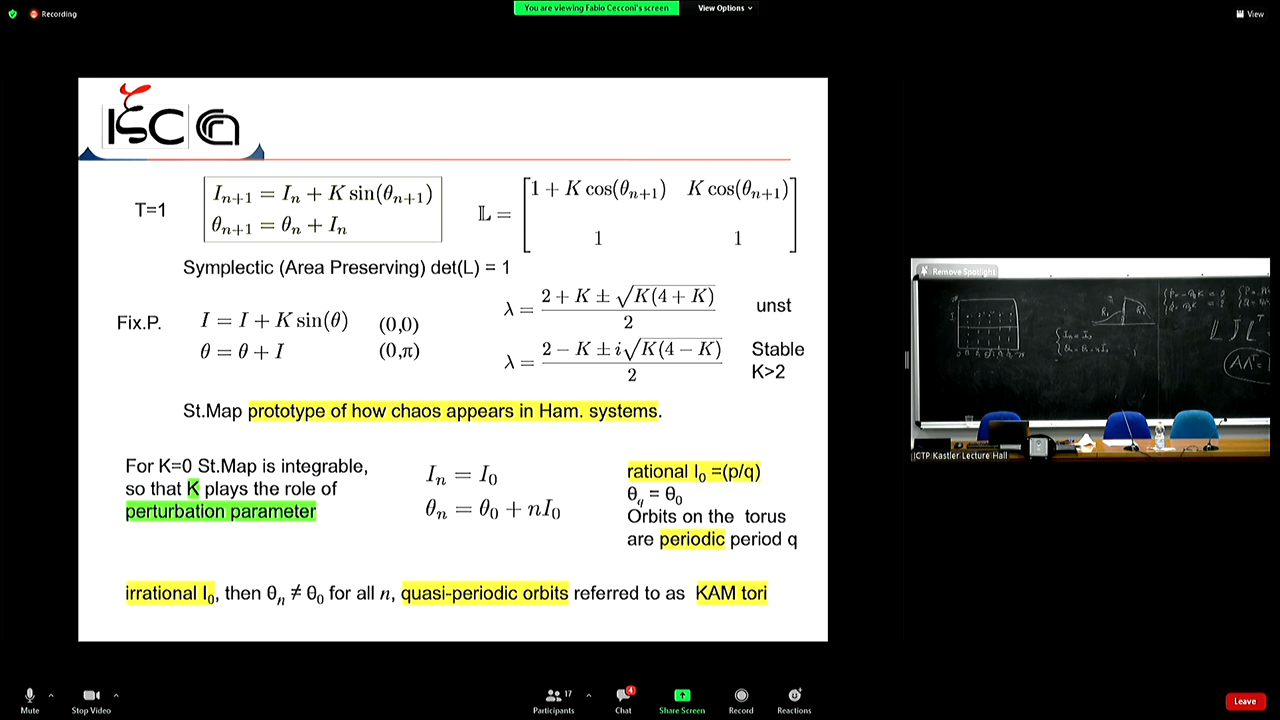 Recording
You are viewing Fabio Cecconi's screen
View Options
View
T=1
I_{n+1} = I_n + K sin(θ_{n+1})
θ_{n+1} = θ_n + I_n
𝕃 = [1 + K cos(θ_{n+1}) K cos(θ_{n+1})
1 1]
Symplectic (Area Preserving) det(L) = 1
Fix.P.
I = I + K sin(θ) (0,0)
θ = θ + I (0,π)
λ = (2 + K ± √K(4 + K))/2 unst
λ = (2 − K ± i√K(4 − K))/2 Stable
K>2
St.Map prototype of how chaos appears in Ham. systems.
For K=0 St.Map is integrable,
so that K plays the role of
perturbation parameter
I_n = I_0
θ_n = θ_0 + nI_0
rational I_0 =(p/q)
θ_q = θ_0
Orbits on the torus
are periodic period q
irrational I_0, then θ_n ≠ θ_0 for all n, quasi-periodic orbits referred to as KAM tori
Remove Spotlight
ICTP Kastler Lecture Hall
Mute
Stop Video
17
Participants
4
Chat
Share Screen
Record
Reactions
Leave